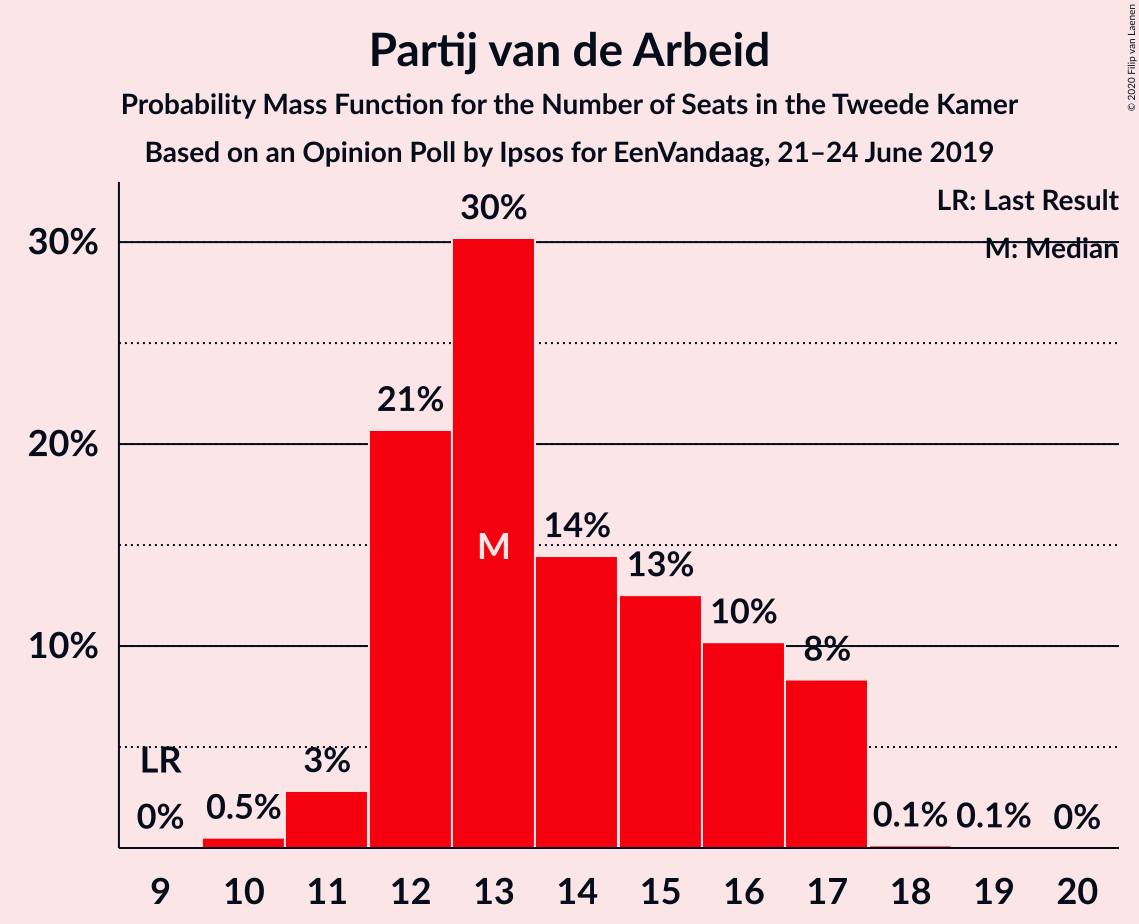 Partij van de Arbeid
Probability Mass Function for the Number of Seats in the Tweede Kamer
Based on an Opinion Poll by Ipsos for EenVandaag, 21–24 June 2019
© 2020 Filip van Laenen
LR: Last Result
M: Median
30%
20%
10%
LR
0%
0.5%
3%
21%
30%
M
14%
13%
10%
8%
0.1%
0.1%
0%
9 10 11 12 13 14 15 16 17 18 19 20